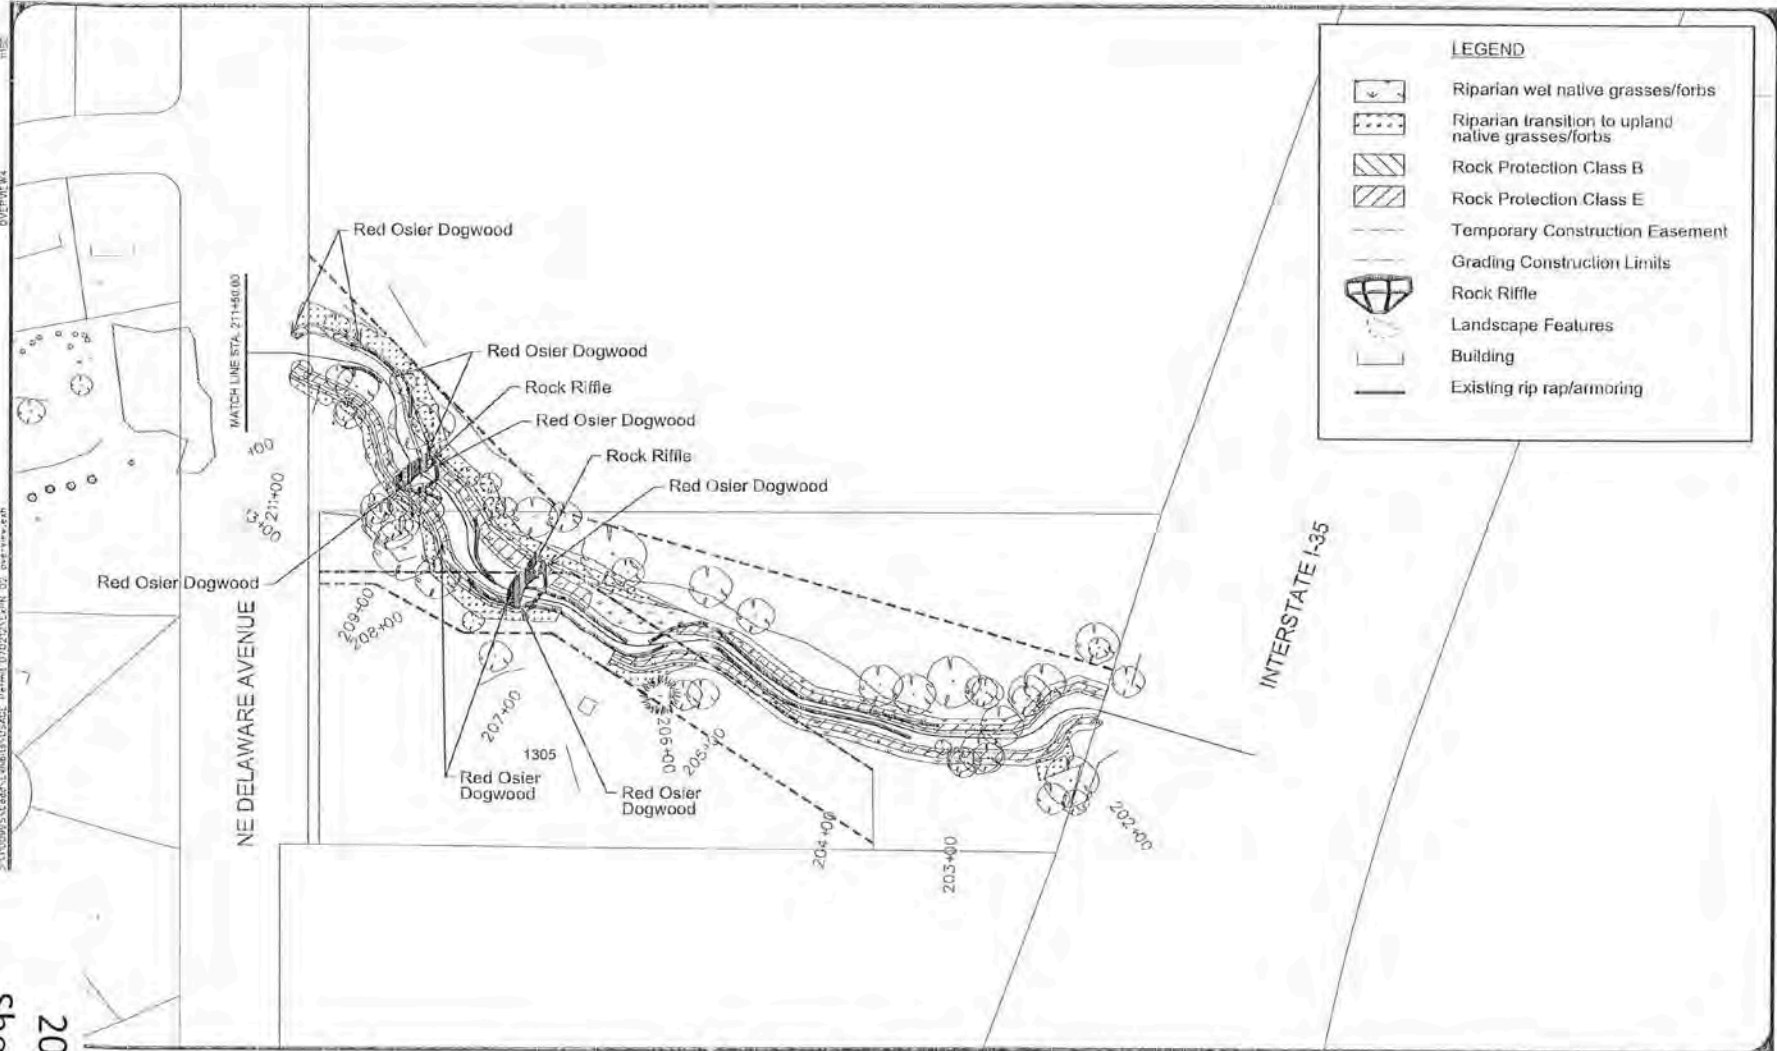 LEGEND
Riparian wet native grasses/forbs
Riparian transition to upland
native grasses/forbs
Rock Protection Class B
Rock Protection Class E
Temporary Construction Easement
Grading Construction Limits
Rock Riffle
Landscape Features
Building
Existing rip rap/armoring
Red Osier Dogwood
MATCH LINE STA. 211+50.00
Red Osier Dogwood
Rock Riffle
Red Osier Dogwood
Rock Riffle
Red Osier Dogwood
+00
211+00
Red Osier Dogwood
209+00
208+00
NE DELAWARE AVENUE
INTERSTATE I-35
207+00
1305
206+00
205+00
Red Osier
Dogwood
Red Osier
Dogwood
204+00
203+00
202+00
20